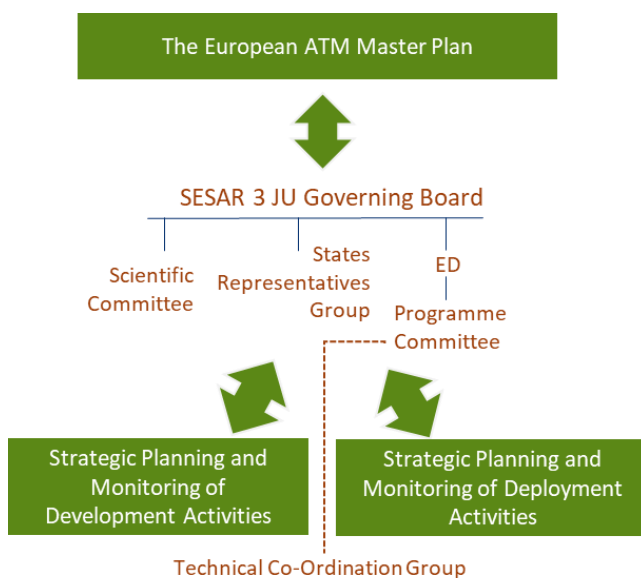 The European ATM Master Plan
SESAR 3 JU Governing Board
Scientific
Committee
States
Representatives
Group
ED
Programme
Committee
Strategic Planning and
Monitoring of
Development Activities
Strategic Planning and
Monitoring of Deployment
Activities
Technical Co-Ordination Group